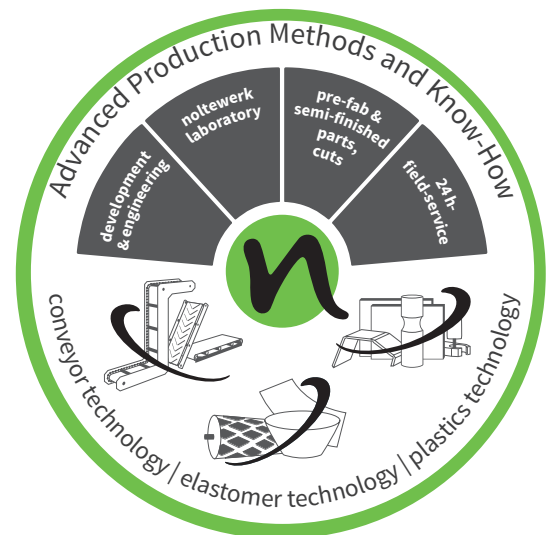 Advanced Production Methods and Know-How
development
& engineering
noltewerk
laboratory
pre-fab &
semi-finished
parts,
cuts
24 h-
field-service
n
conveyor technology | elastomer technology | plastics technology